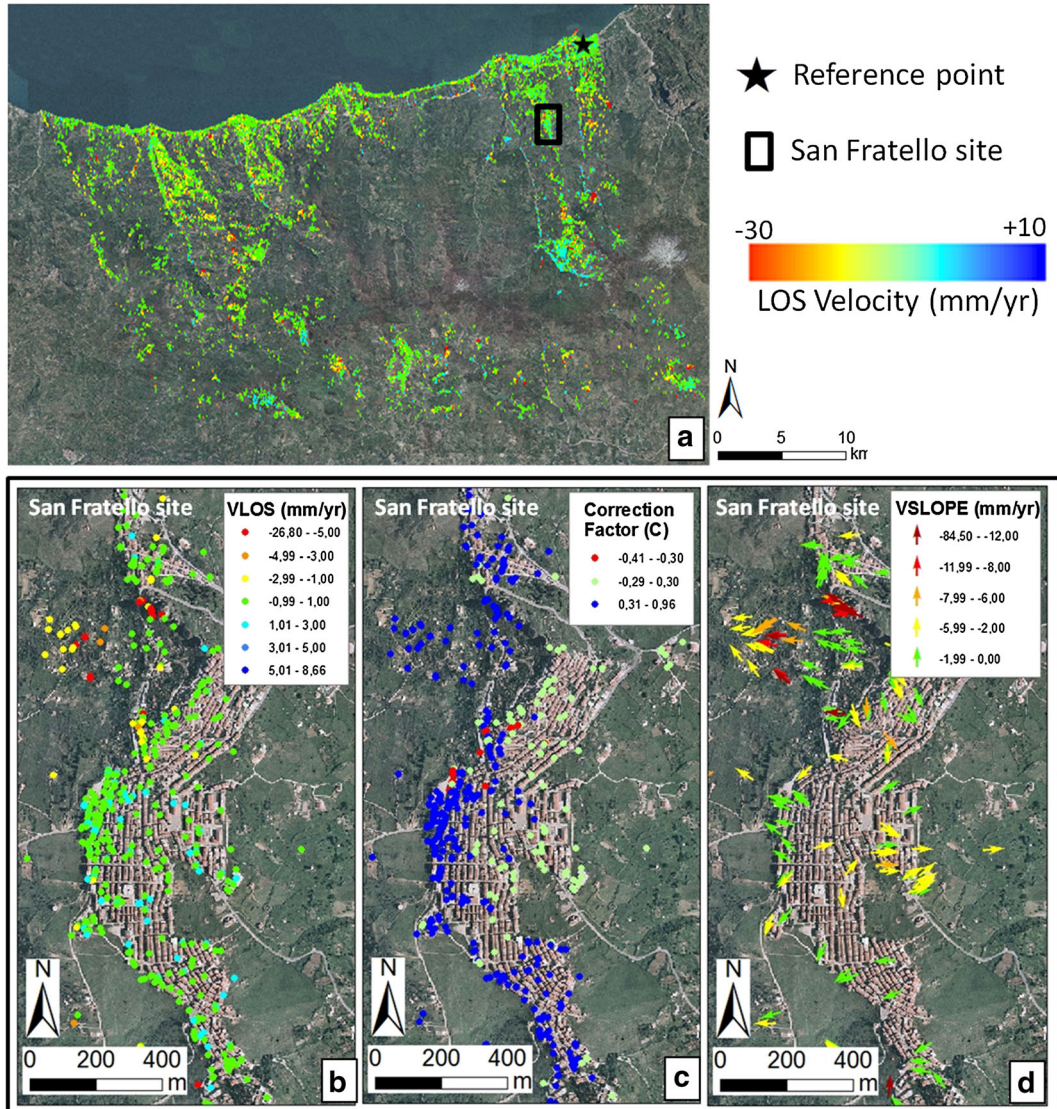 Reference point
San Fratello site
-30
+10
LOS Velocity (mm/yr)
N
0
5
10
km
a
San Fratello site
VLOS (mm/yr)
-26,80 - -5,00
-4,99 - -3,00
-2,99 - -1,00
-0,99 - 1,00
1,01 - 3,00
3,01 - 5,00
5,01 - 8,66
N
0
200
400
m
b
San Fratello site
Correction
Factor (C)
-0,41 - -0,30
-0,29 - 0,30
0,31 - 0,96
N
0
200
400
m
c
San Fratello site
VSLOPE (mm/yr)
-84,50 - -12,00
-11,99 - -8,00
-7,99 - -6,00
-5,99 - -2,00
-1,99 - 0,00
N
0
200
400
m
d